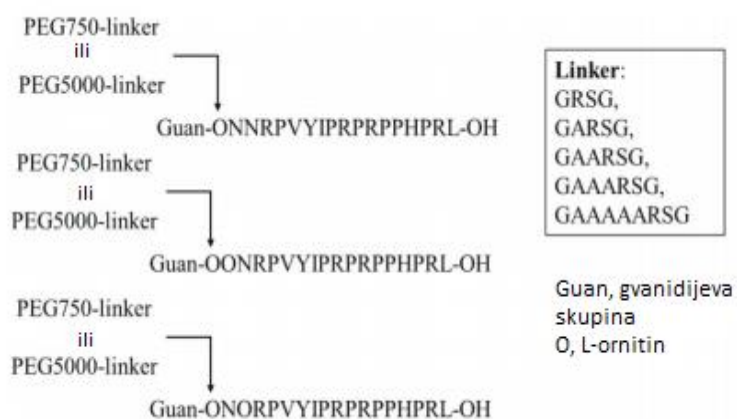 PEG750-linker
ili
PEG5000-linker
Guan-ONNRPVYIPRPRPPHPRL-OH
PEG750-linker
ili
PEG5000-linker
Guan-OONRPVYIPRPRPPHPRL-OH
PEG750-linker
ili
PEG5000-linker
Guan-ONORPVYIPRPRPPHPRL-OH
Linker:
GRSG,
GARSG,
GAARSG,
GAAARSG,
GAAAAARSG
Guan, gvanidijeva
skupina
O, L-ornitin